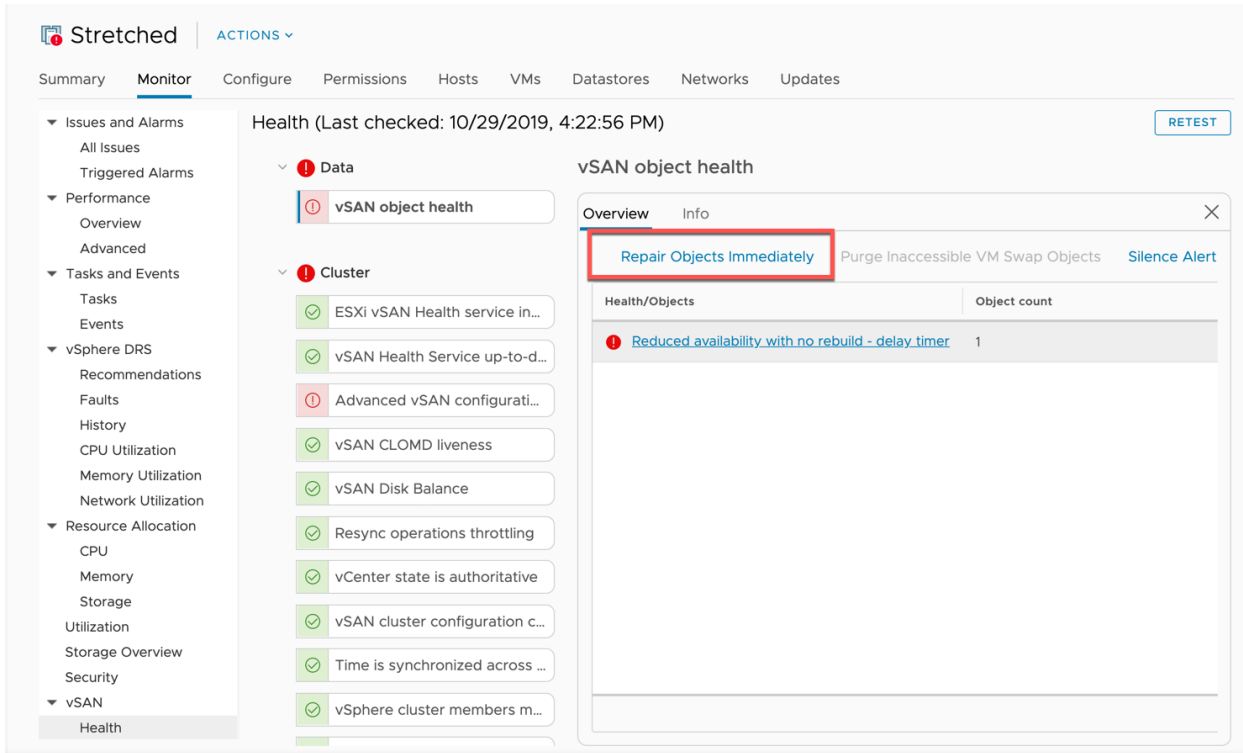 Stretched
ACTIONS
Summary Monitor Configure Permissions Hosts VMs Datastores Networks Updates
Issues and Alarms
All Issues
Triggered Alarms
Performance
Overview
Advanced
Tasks and Events
Tasks
Events
vSphere DRS
Recommendations
Faults
History
CPU Utilization
Memory Utilization
Network Utilization
Resource Allocation
CPU
Memory
Storage
Utilization
Storage Overview
Security
vSAN
Health
Health (Last checked: 10/29/2019, 4:22:56 PM)
RETEST
Data
vSAN object health
Cluster
ESXi vSAN Health service in...
vSAN Health Service up-to-d...
Advanced vSAN configurati...
vSAN CLOMD liveness
vSAN Disk Balance
Resync operations throttling
vCenter state is authoritative
vSAN cluster configuration c...
Time is synchronized across ...
vSphere cluster members m...
vSAN object health
Overview Info
Repair Objects Immediately Purge Inaccessible VM Swap Objects Silence Alert
Health/Objects Object count
Reduced availability with no rebuild - delay timer 1